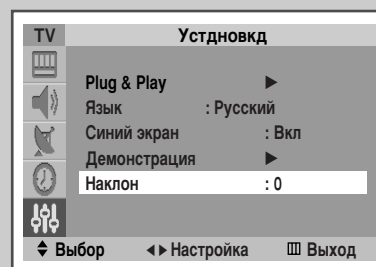 TV Устдновкд
Plug & Play ▶
Язык : Русский
Синий экран : Вкл
Демонстрация ▶
Наклон : 0
Выбор Настройка Выход